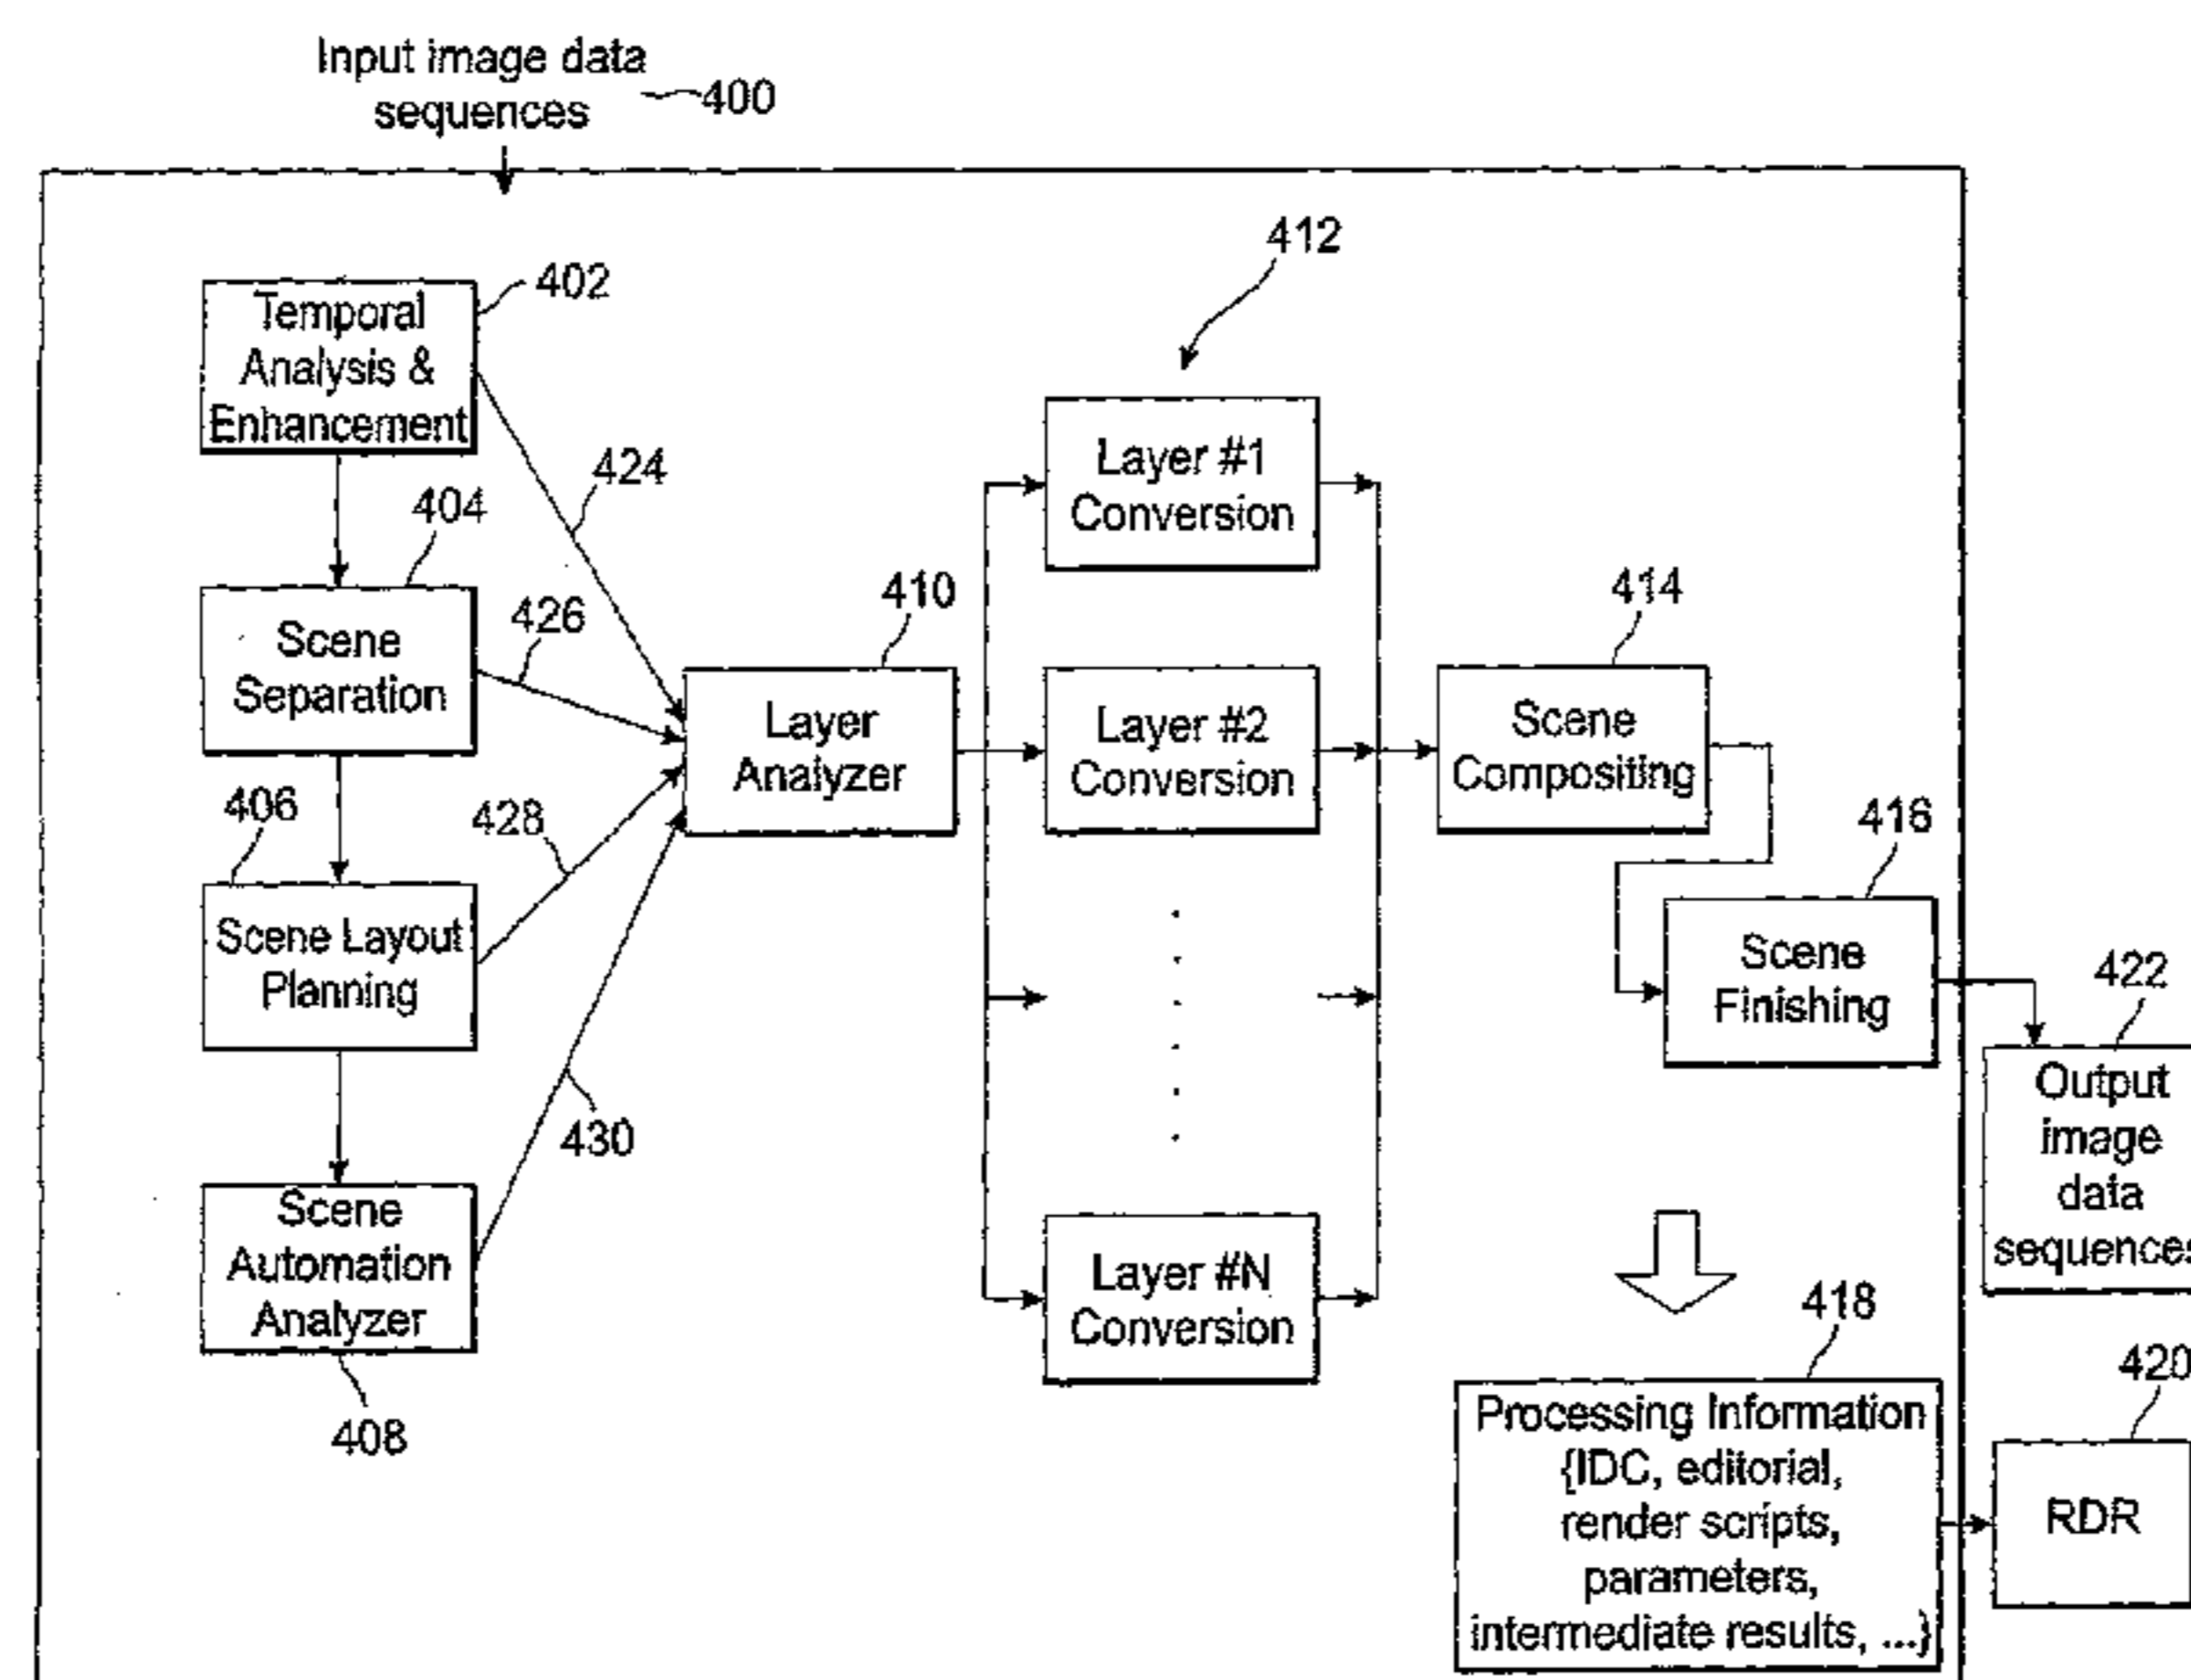 Input image data
sequences
400
402
Temporal
Analysis &
Enhancement
424
404
Scene
Separation
426
406
Scene Layout
Planning
428
Scene
Automation
Analyzer
408
430
410
Layer
Analyzer
412
Layer #1
Conversion
Layer #2
Conversion
Layer #N
Conversion
414
Scene
Compositing
416
Scene
Finishing
422
Output
image
data
sequences
418
Processing Information
{IDC, editorial,
render scripts,
parameters,
intermediate results, ...}
420
RDR